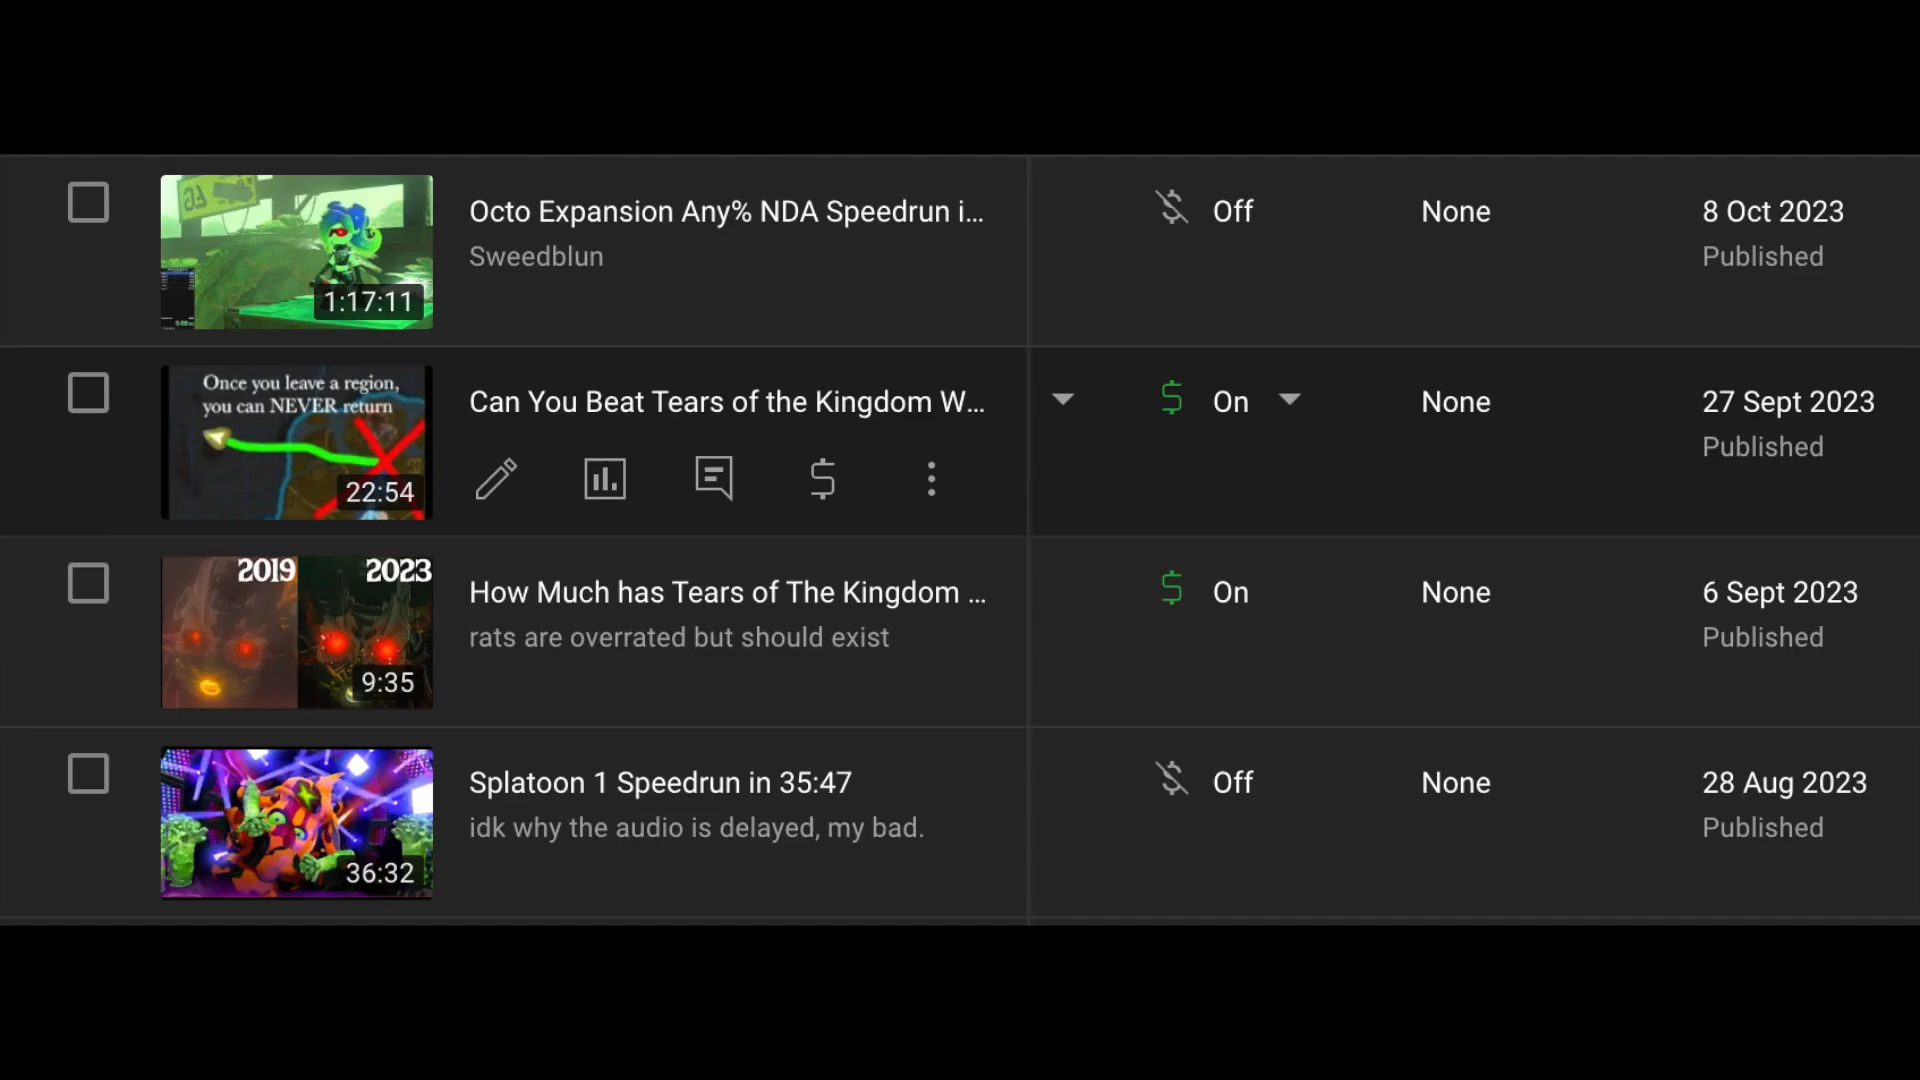 Octo Expansion Any% NDA Speedrun i...
Sweedblun
1:17:11
Off
None
8 Oct 2023
Published
Once you leave a region,
you can NEVER return
22:54
Can You Beat Tears of the Kingdom W...
On
None
27 Sept 2023
Published
2019
2023
9:35
How Much has Tears of The Kingdom ...
rats are overrated but should exist
On
None
6 Sept 2023
Published
36:32
Splatoon 1 Speedrun in 35:47
idk why the audio is delayed, my bad.
Off
None
28 Aug 2023
Published